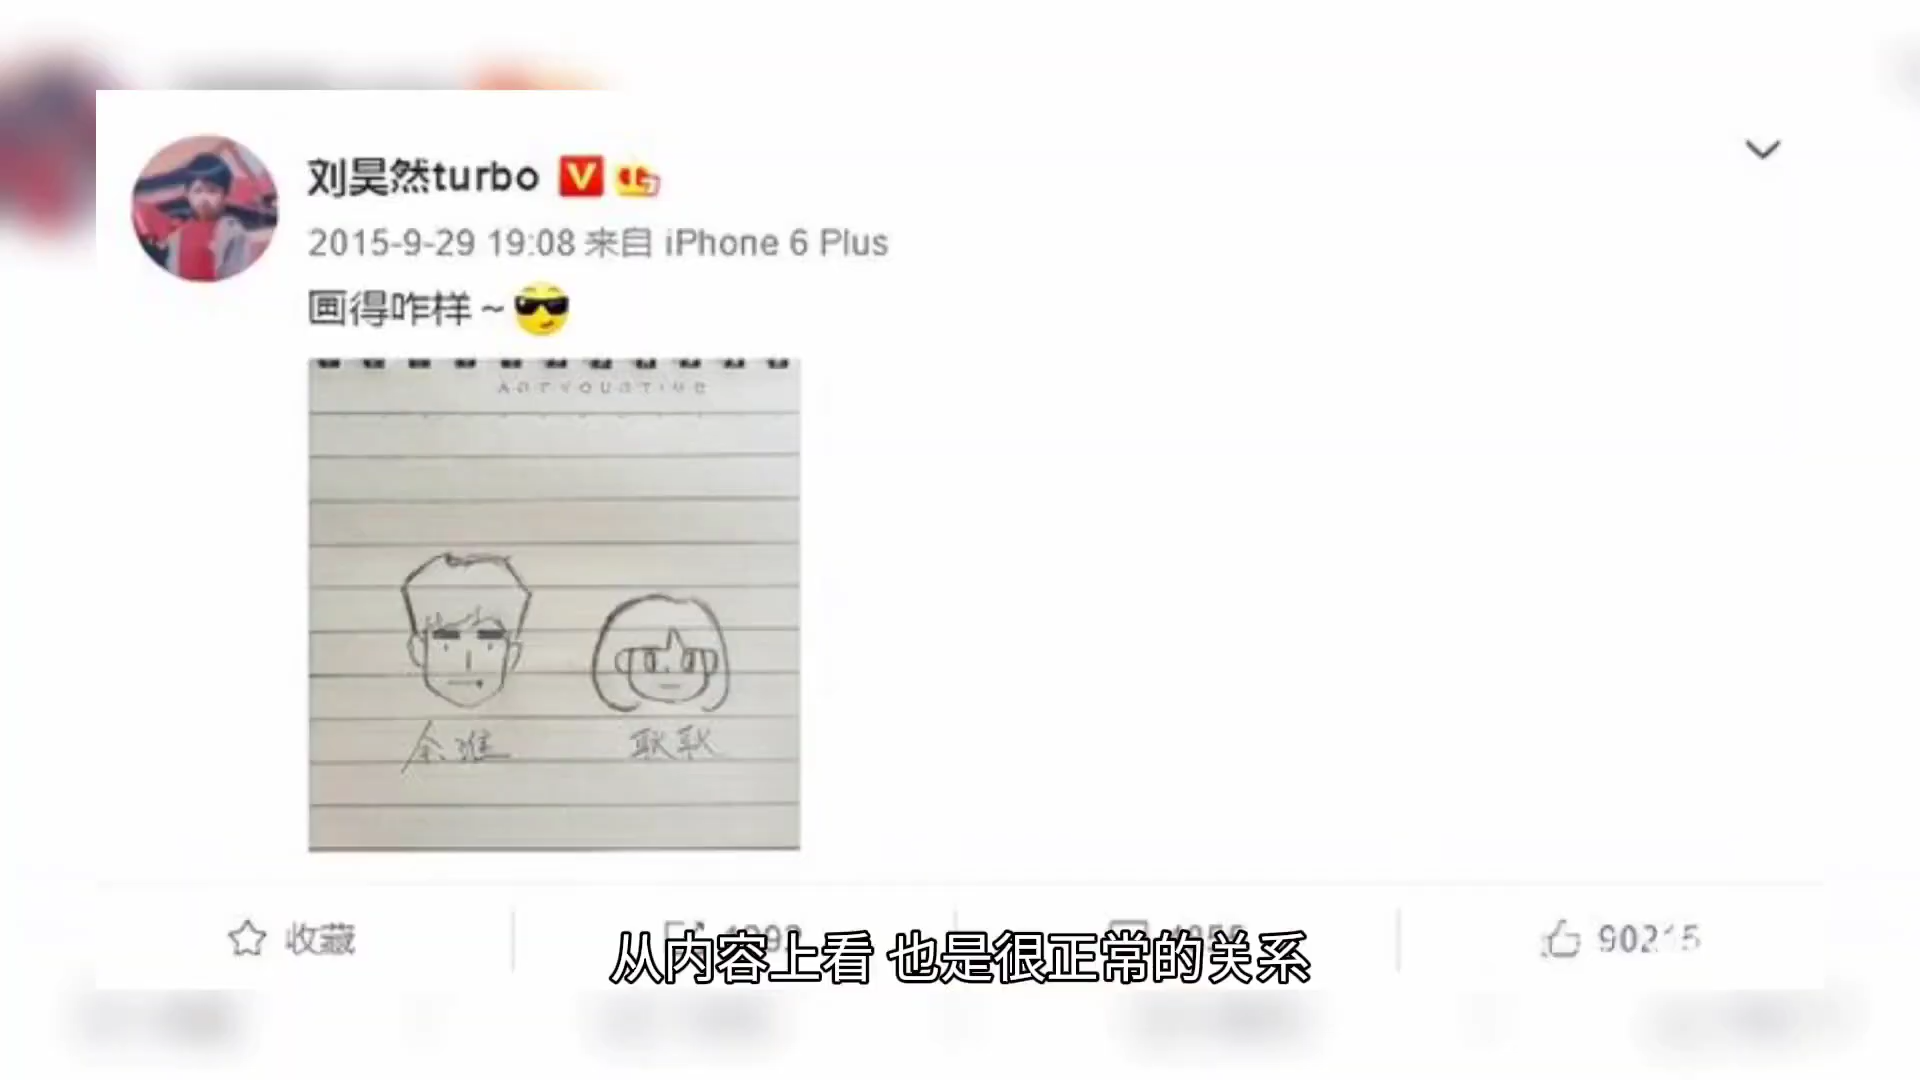 刘昊然turbo
2015-9-29 19:08 来自 iPhone 6 Plus
画得咋样~
余淮
耿耿
收藏
90215
从内容上看 也是很正常的关系